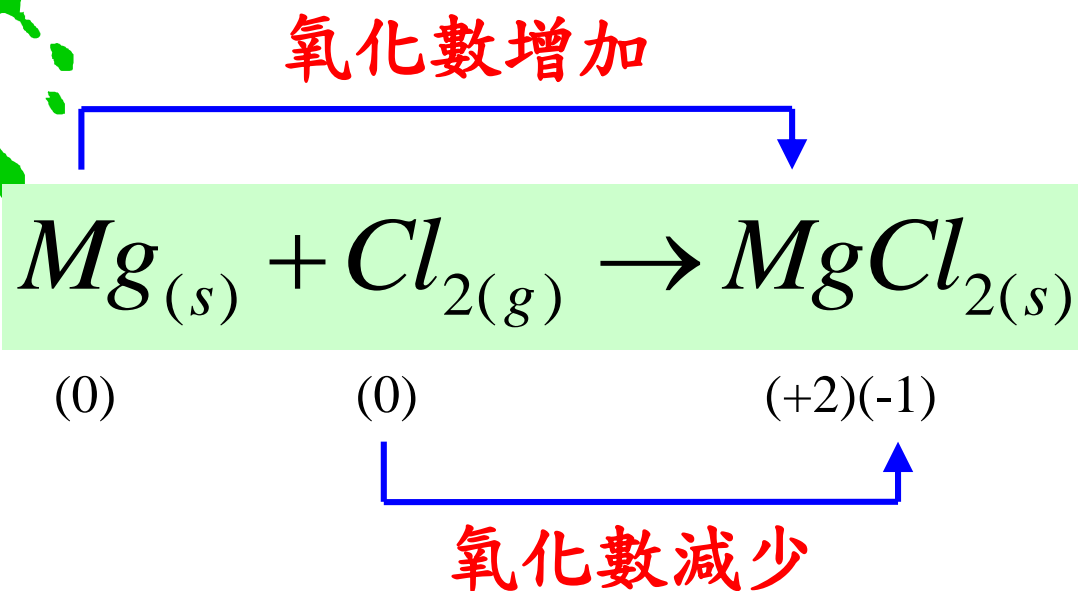 氧化數增加
Mg(s) + Cl2(g) → MgCl2(s)
(0) (0) (+2)(-1)
氧化數減少